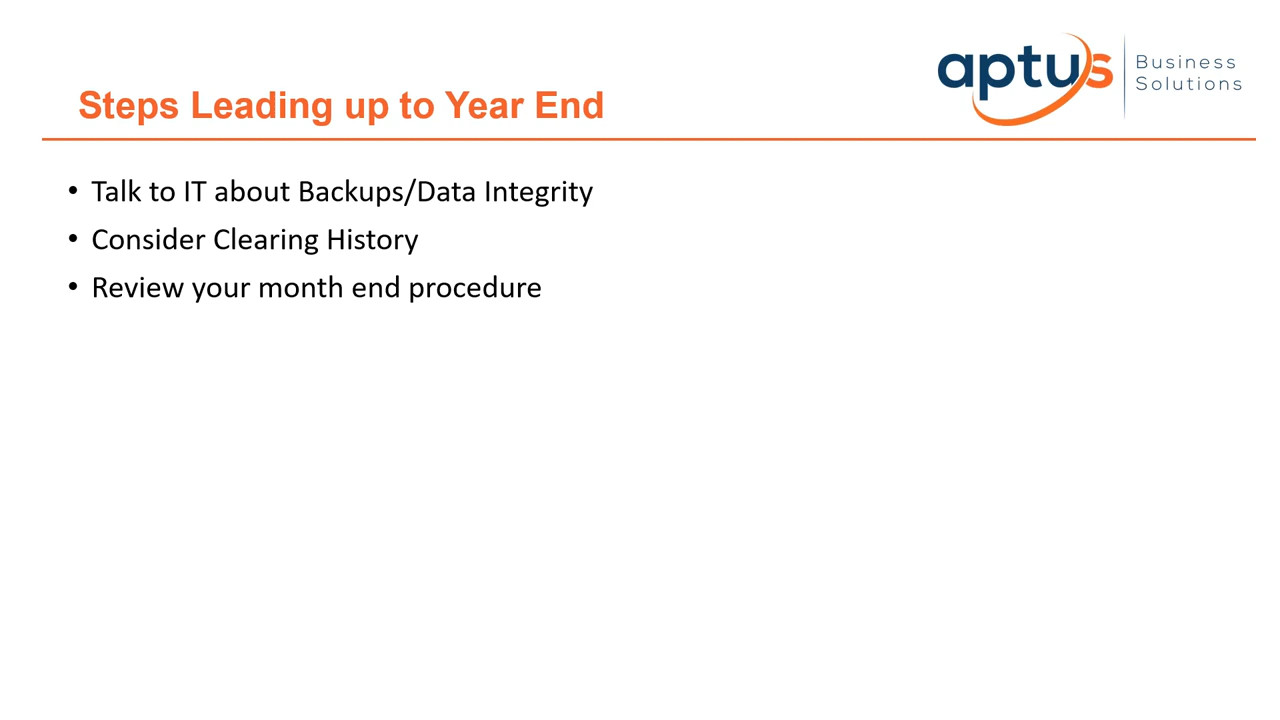 aptus
Business
Solutions
Steps Leading up to Year End
• Talk to IT about Backups/Data Integrity
• Consider Clearing History
• Review your month end procedure